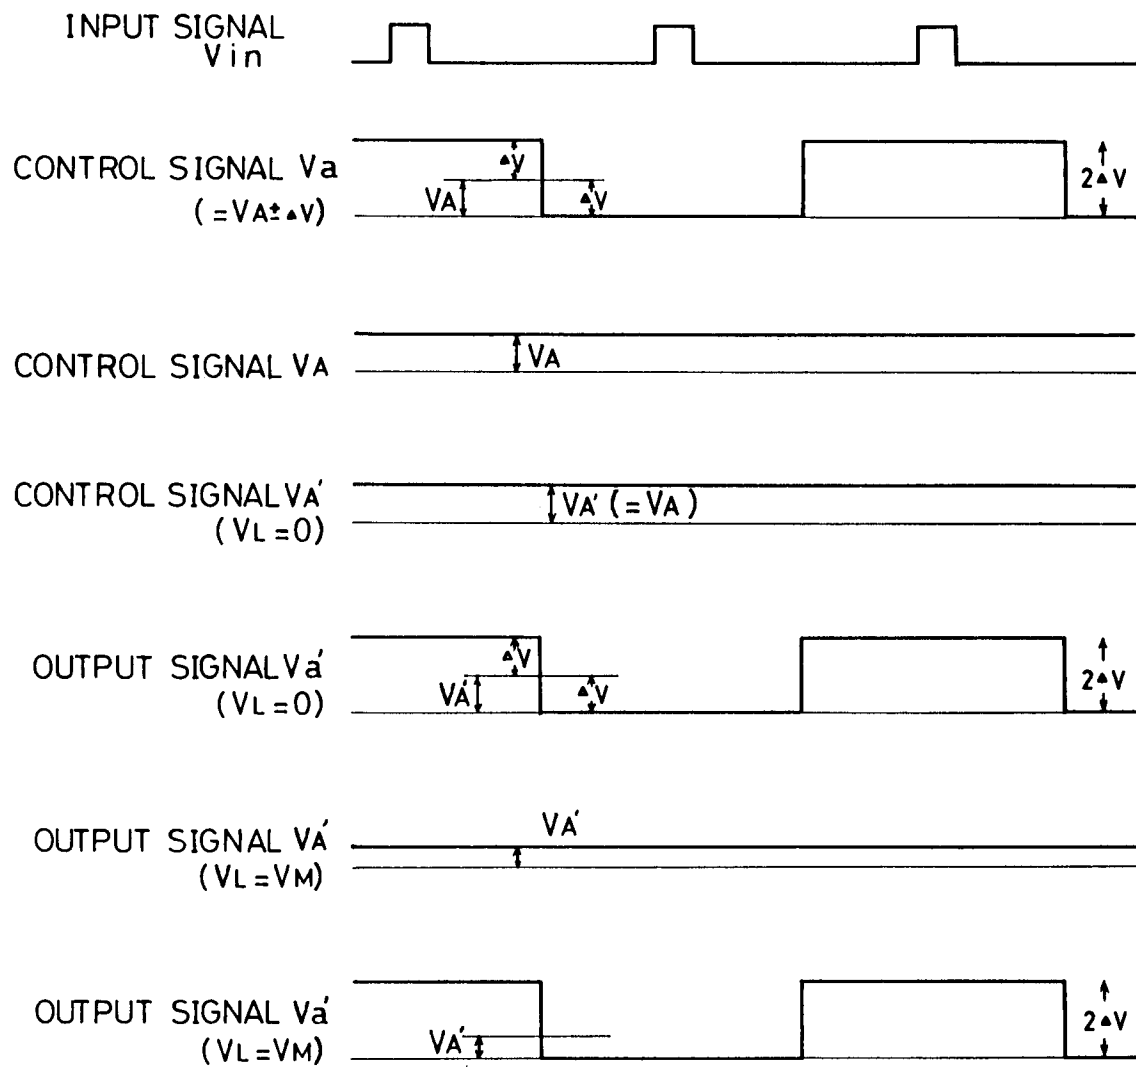 INPUT SIGNAL
Vin
CONTROL SIGNAL Va
(=VA±▲V)
▲V
VA
▲V
2▲V
CONTROL SIGNAL VA
VA
CONTROL SIGNAL VA'
(VL=0)
VA' (=VA)
OUTPUT SIGNAL Va'
(VL=0)
▲V
VA'
▲V
2▲V
OUTPUT SIGNAL VA'
(VL=VM)
VA'
OUTPUT SIGNAL Va'
(VL=VM)
VA'
2▲V